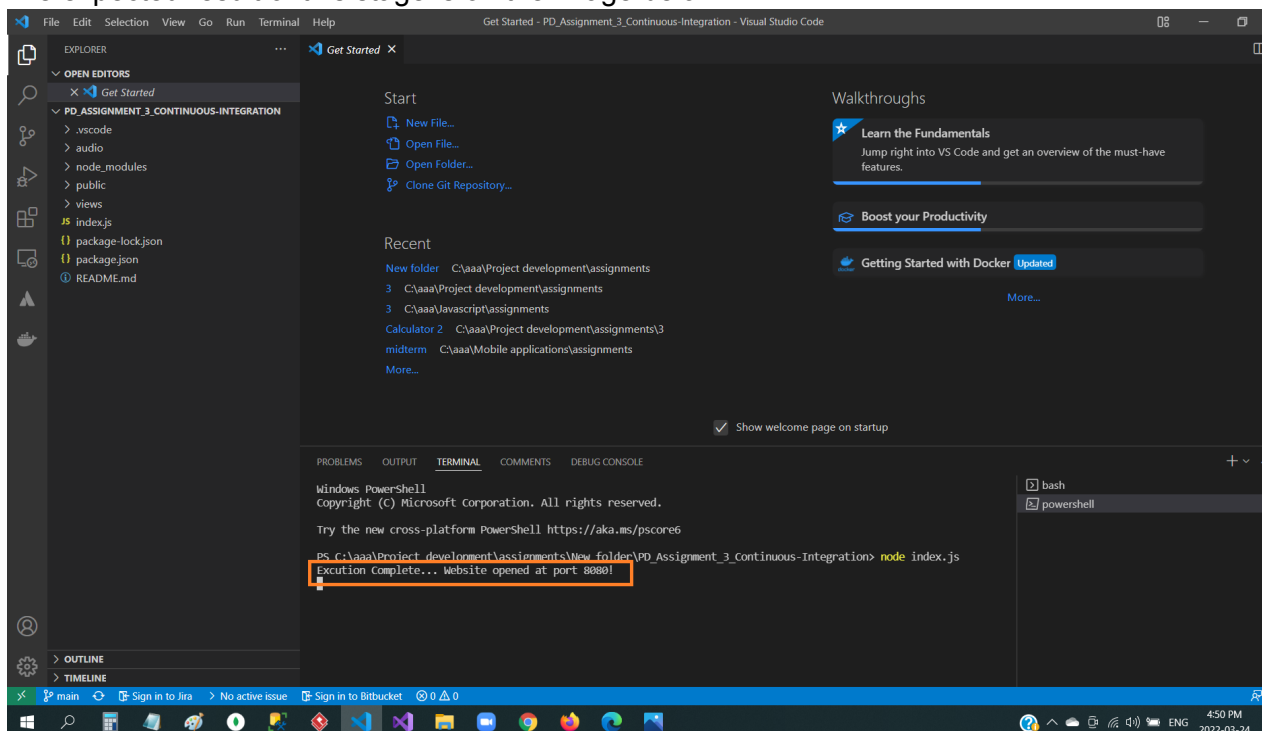 File Edit Selection View Go Run Terminal Help Get Started - PD_Assignment_3_Continuous-Integration - Visual Studio Code
EXPLORER
OPEN EDITORS
Get Started
PD_ASSIGNMENT_3_CONTINUOUS-INTEGRATION
.vscode
audio
node_modules
public
views
JS index.js
{} package-lock.json
{} package.json
README.md
OUTLINE
TIMELINE
Get Started
Start
New File...
Open File...
Open Folder...
Clone Git Repository...
Recent
New folder C:\aaa\Project development\assignments
3 C:\aaa\Project development\assignments
3 C:\aaa\Javascript\assignments
Calculator 2 C:\aaa\Project development\assignments\3
midterm C:\aaa\Mobile applications\assignments
More...
Walkthroughs
Learn the Fundamentals
Jump right into VS Code and get an overview of the must-have
features.
Boost your Productivity
Getting Started with Docker Updated
More...
Show welcome page on startup
PROBLEMS OUTPUT TERMINAL COMMENTS DEBUG CONSOLE
Windows PowerShell
Copyright (C) Microsoft Corporation. All rights reserved.
Try the new cross-platform PowerShell https://aka.ms/pscore6
PS C:\aaa\Project development\assignments\New folder\PD_Assignment_3_Continuous-Integration> node index.js
Excution Complete... Website opened at port 8080!
bash
powershell
main Sign in to Jira No active issue Sign in to Bitbucket 0 0
ENG
4:50 PM
2022-03-24